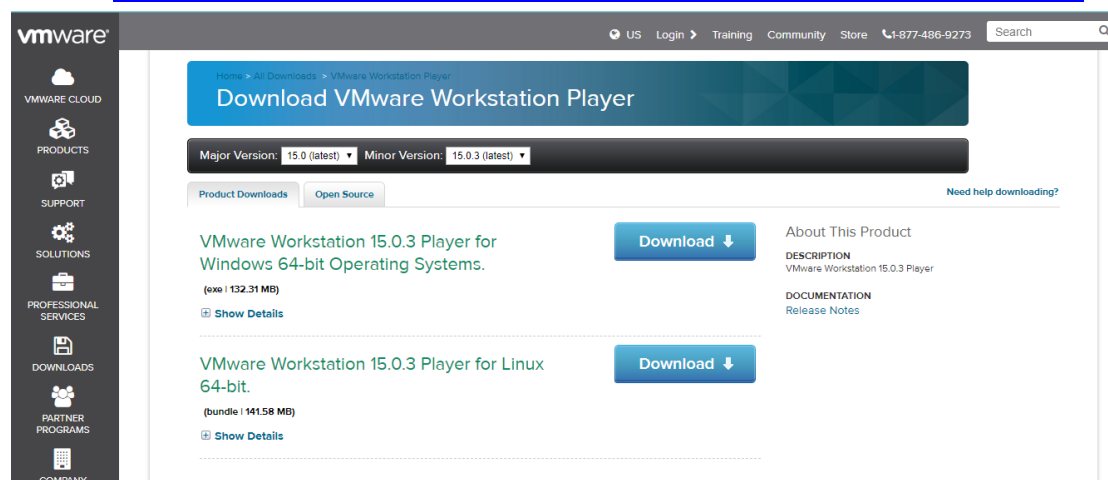 vmware®
US Login Training Community Store 1-877-486-9273 Search
VMWARE CLOUD
PRODUCTS
SUPPORT
SOLUTIONS
PROFESSIONAL
SERVICES
DOWNLOADS
PARTNER
PROGRAMS
COMPANY
Home > All Downloads > VMware Workstation Player
Download VMware Workstation Player
Major Version: 15.0 (latest) Minor Version: 15.0.3 (latest)
Product Downloads Open Source Need help downloading?
VMware Workstation 15.0.3 Player for
Windows 64-bit Operating Systems.
(exe | 132.31 MB)
Show Details
Download
VMware Workstation 15.0.3 Player for Linux
64-bit.
(bundle | 141.58 MB)
Show Details
Download
About This Product
DESCRIPTION
VMware Workstation 15.0.3 Player
DOCUMENTATION
Release Notes